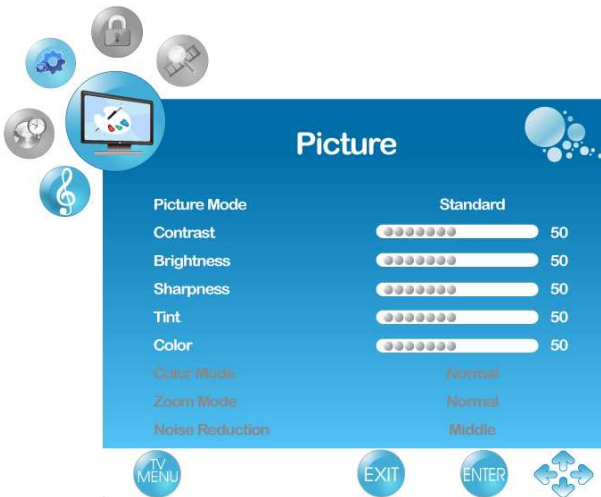 Picture
Picture Mode Standard
Contrast 50
Brightness 50
Sharpness 50
Tint 50
Color 50
Color Mode Normal
Zoom Mode Normal
Noise Reduction Middle
TV
MENU EXIT ENTER